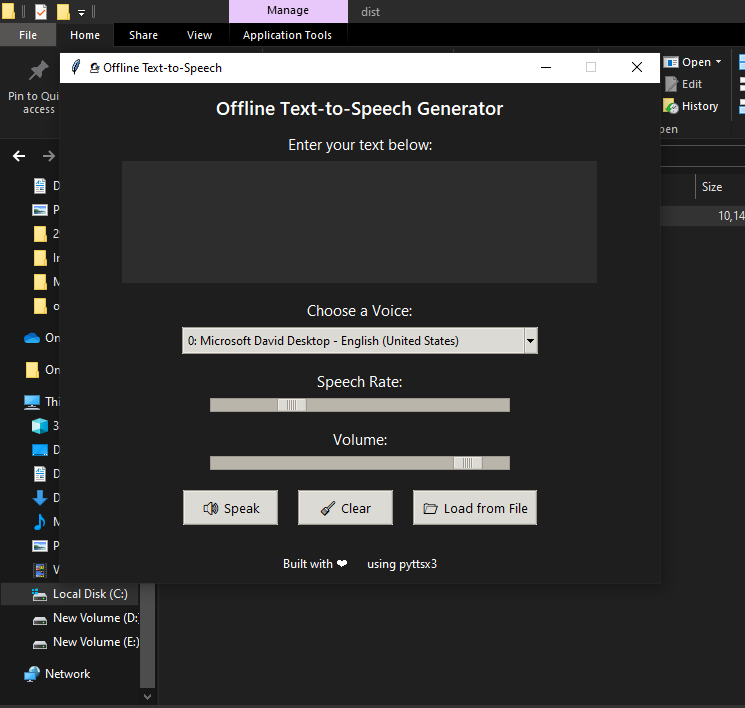 Manage
dist
File
Home
Share
View
Application Tools
Pin to Qui
access
Open
Edit
History
pen
Offline Text-to-Speech
Offline Text-to-Speech Generator
Enter your text below:
Choose a Voice:
0: Microsoft David Desktop - English (United States)
Speech Rate:
Volume:
Speak
Clear
Load from File
Built with ❤ using pyttsx3
Size
10,14
D
P
2
In
M
o
On
On
Thi
3
D
D
D
M
P
V
Local Disk (C:)
New Volume (D:
New Volume (E:)
Network